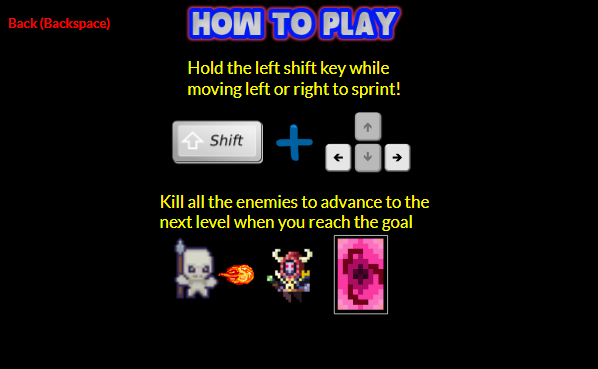 Back (Backspace)
HOW TO PLAY
Hold the left shift key while
moving left or right to sprint!
Shift
Kill all the enemies to advance to the
next level when you reach the goal